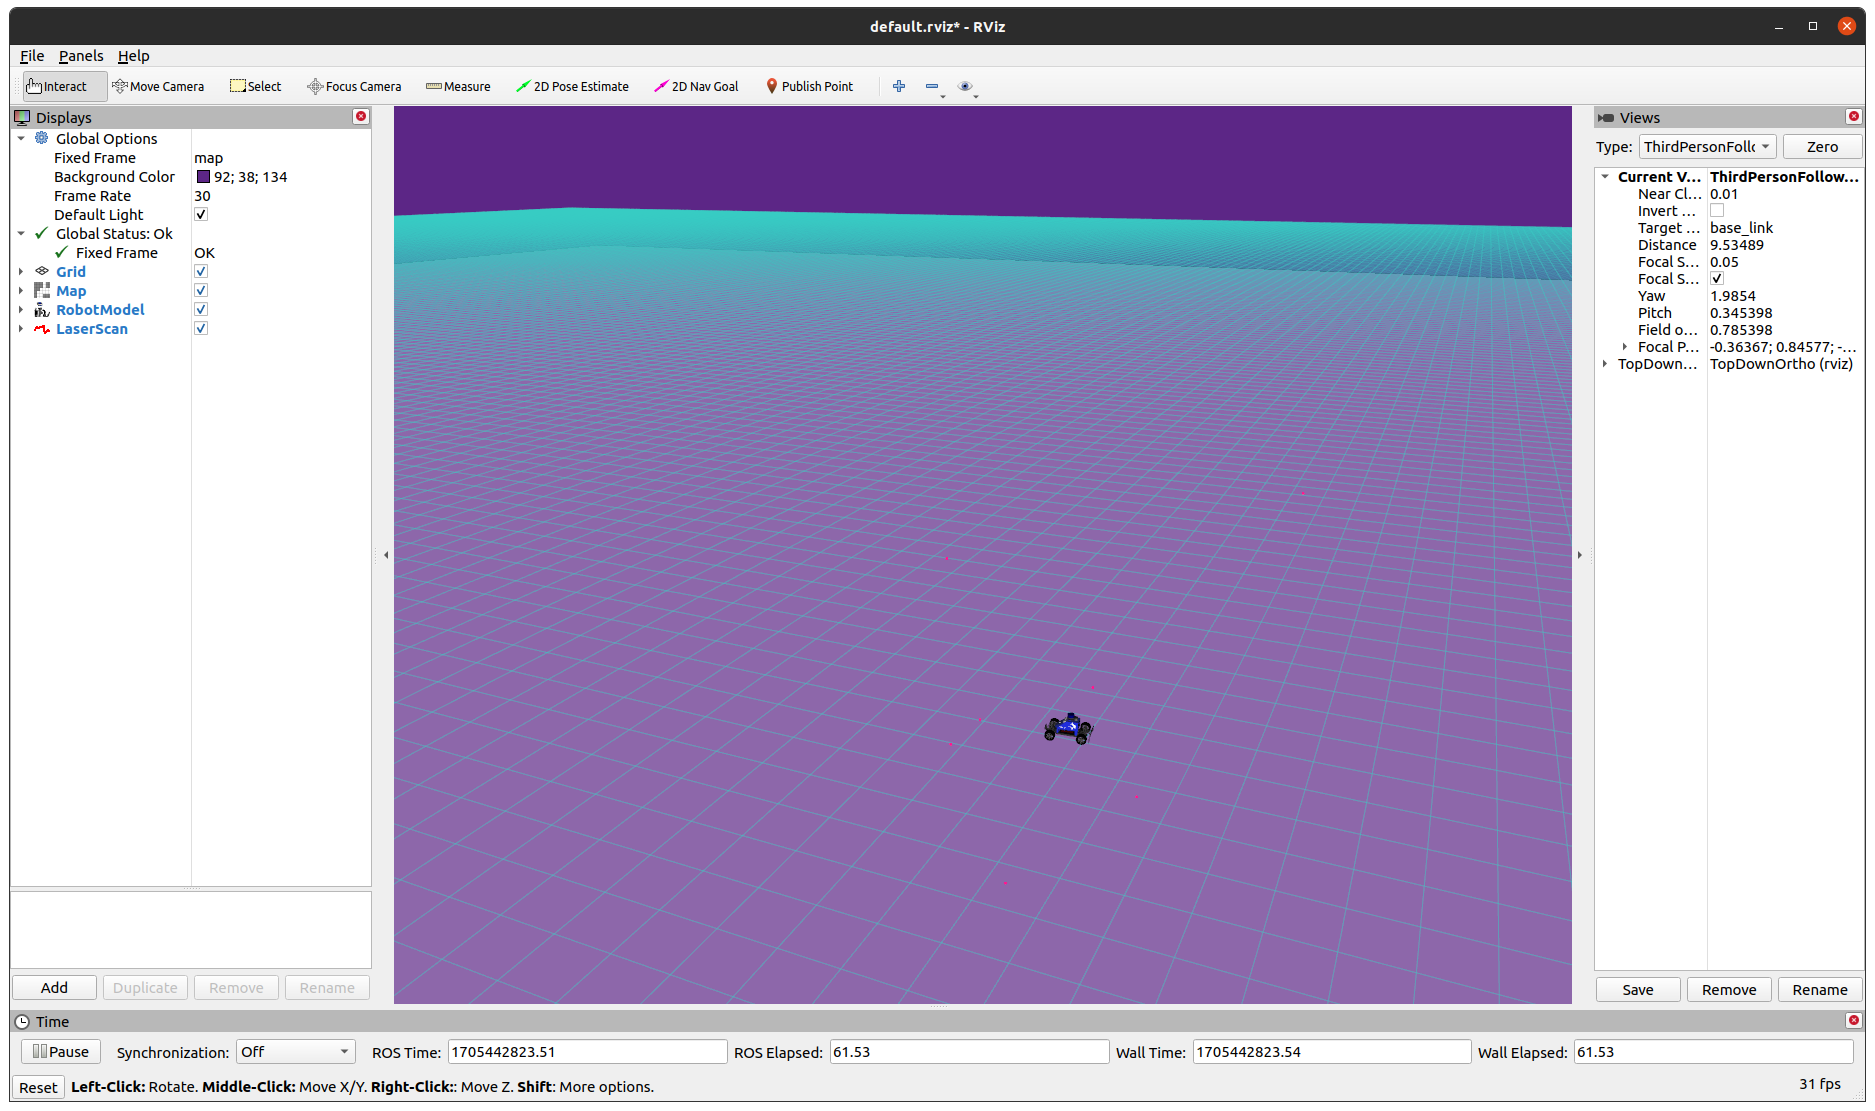 default.rviz* - RViz
File Panels Help
Interact Move Camera Select Focus Camera Measure 2D Pose Estimate 2D Nav Goal Publish Point
Displays
Global Options
Fixed Frame map
Background Color 92; 38; 134
Frame Rate 30
Default Light
Global Status: Ok
Fixed Frame OK
Grid
Map
RobotModel
LaserScan
Add Duplicate Remove Rename
Views
Type: ThirdPersonFoll Zero
Current V... ThirdPersonFollow...
Near Cl... 0.01
Invert ...
Target ... base_link
Distance 9.53489
Focal S... 0.05
Focal S...
Yaw 1.9854
Pitch 0.345398
Field o... 0.785398
Focal P... -0.36367; 0.84577; -...
TopDown... TopDownOrtho (rviz)
Save Remove Rename
Time
Pause Synchronization: Off ROS Time: 1705442823.51 ROS Elapsed: 61.53 Wall Time: 1705442823.54 Wall Elapsed: 61.53
Reset Left-Click: Rotate. Middle-Click: Move X/Y. Right-Click:: Move Z. Shift: More options. 31 fps